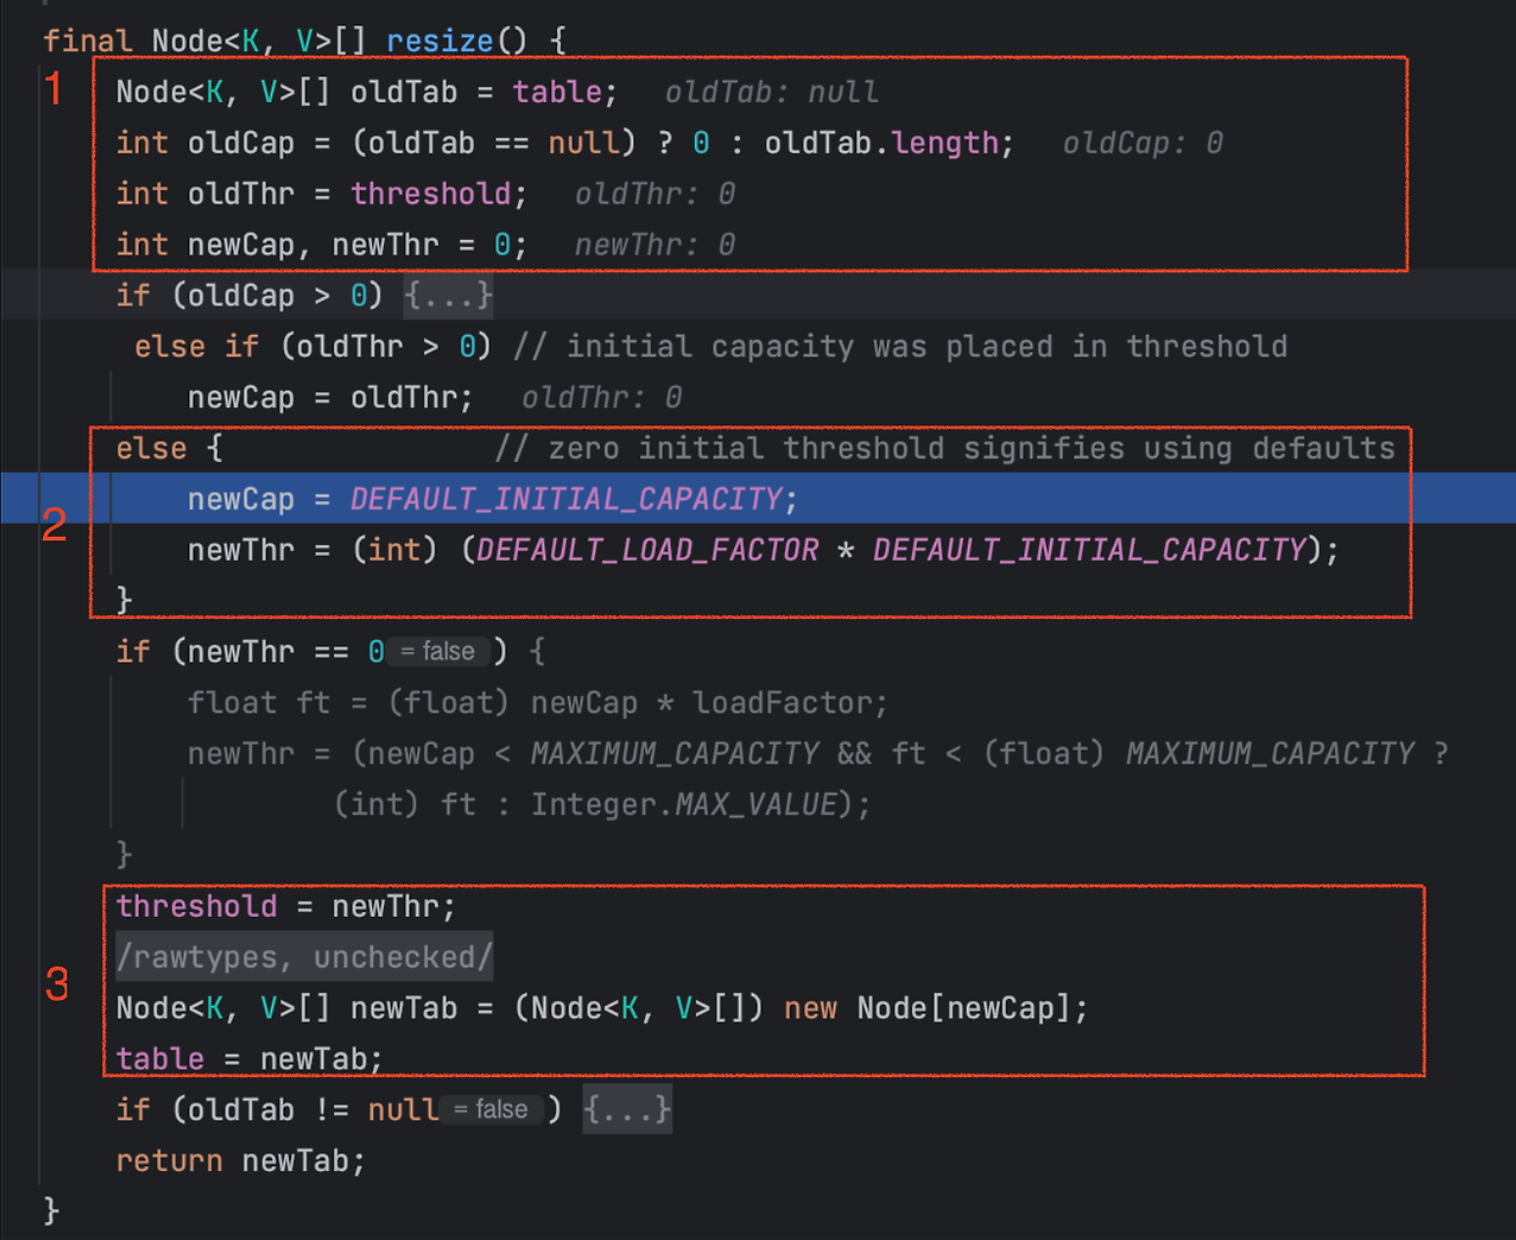 final Node<K, V>[] resize() {
1
Node<K, V>[] oldTab = table;   oldTab: null
int oldCap = (oldTab == null) ? 0 : oldTab.length;   oldCap: 0
int oldThr = threshold;   oldThr: 0
int newCap, newThr = 0;   newThr: 0
if (oldCap > 0) {...}
else if (oldThr > 0) // initial capacity was placed in threshold
newCap = oldThr;   oldThr: 0
else {               // zero initial threshold signifies using defaults
newCap = DEFAULT_INITIAL_CAPACITY;
2
newThr = (int) (DEFAULT_LOAD_FACTOR * DEFAULT_INITIAL_CAPACITY);
}
if (newThr == 0 = false ) {
float ft = (float) newCap * loadFactor;
newThr = (newCap < MAXIMUM_CAPACITY && ft < (float) MAXIMUM_CAPACITY ?
(int) ft : Integer.MAX_VALUE);
}
threshold = newThr;
/rawtypes, unchecked/
3
Node<K, V>[] newTab = (Node<K, V>[]) new Node[newCap];
table = newTab;
if (oldTab != null = false ) {...}
return newTab;
}